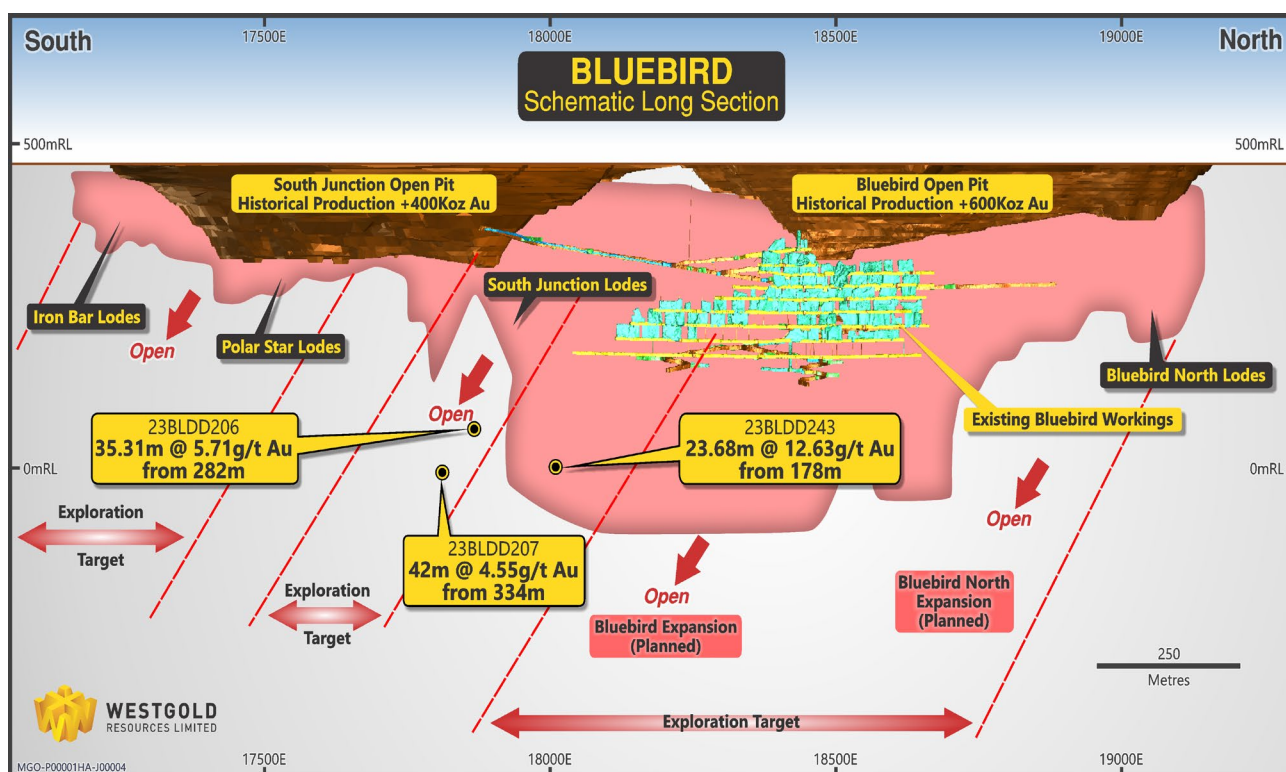 South
17500E
18000E
18500E
19000E
North
BLUEBIRD
Schematic Long Section
500mRL
500mRL
South Junction Open Pit
Historical Production +400Koz Au
Bluebird Open Pit
Historical Production +600Koz Au
South Junction Lodes
Iron Bar Lodes
Open
Polar Star Lodes
Bluebird North Lodes
Open
Existing Bluebird Workings
23BLDD206
35.31m @ 5.71g/t Au
from 282m
23BLDD243
23.68m @ 12.63g/t Au
from 178m
0mRL
0mRL
Exploration
Target
Open
23BLDD207
42m @ 4.55g/t Au
from 334m
Exploration
Target
Open
Bluebird Expansion
(Planned)
Bluebird North
Expansion
(Planned)
250
Metres
WESTGOLD
RESOURCES LIMITED
Exploration Target
MGO-P00001HA-J00004
17500E
18000E
18500E
19000E